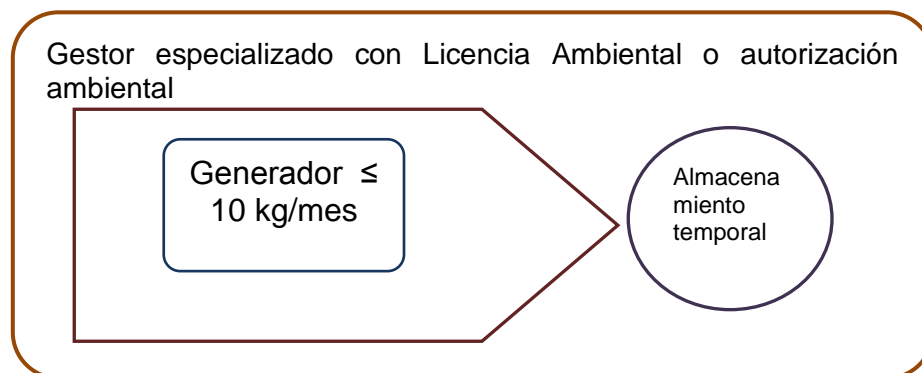 Gestor especializado con Licencia Ambiental o autorización
ambiental
Generador ≤
10 kg/mes
Almacena
miento
temporal